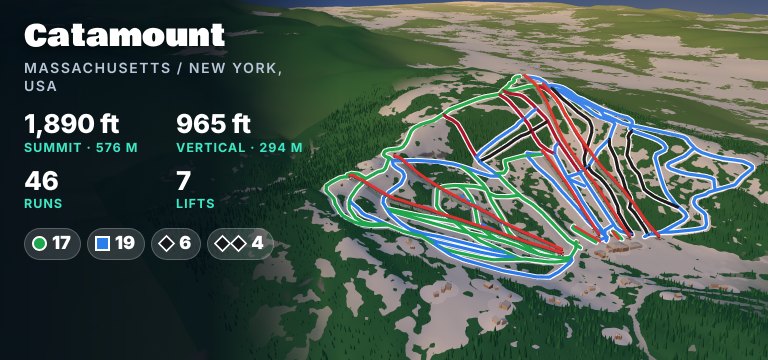 Catamount
MASSACHUSETTS / NEW YORK,
USA
1,890 ft 965 ft
SUMMIT · 576 M VERTICAL · 294 M
46 7
RUNS LIFTS
17 19 6 4